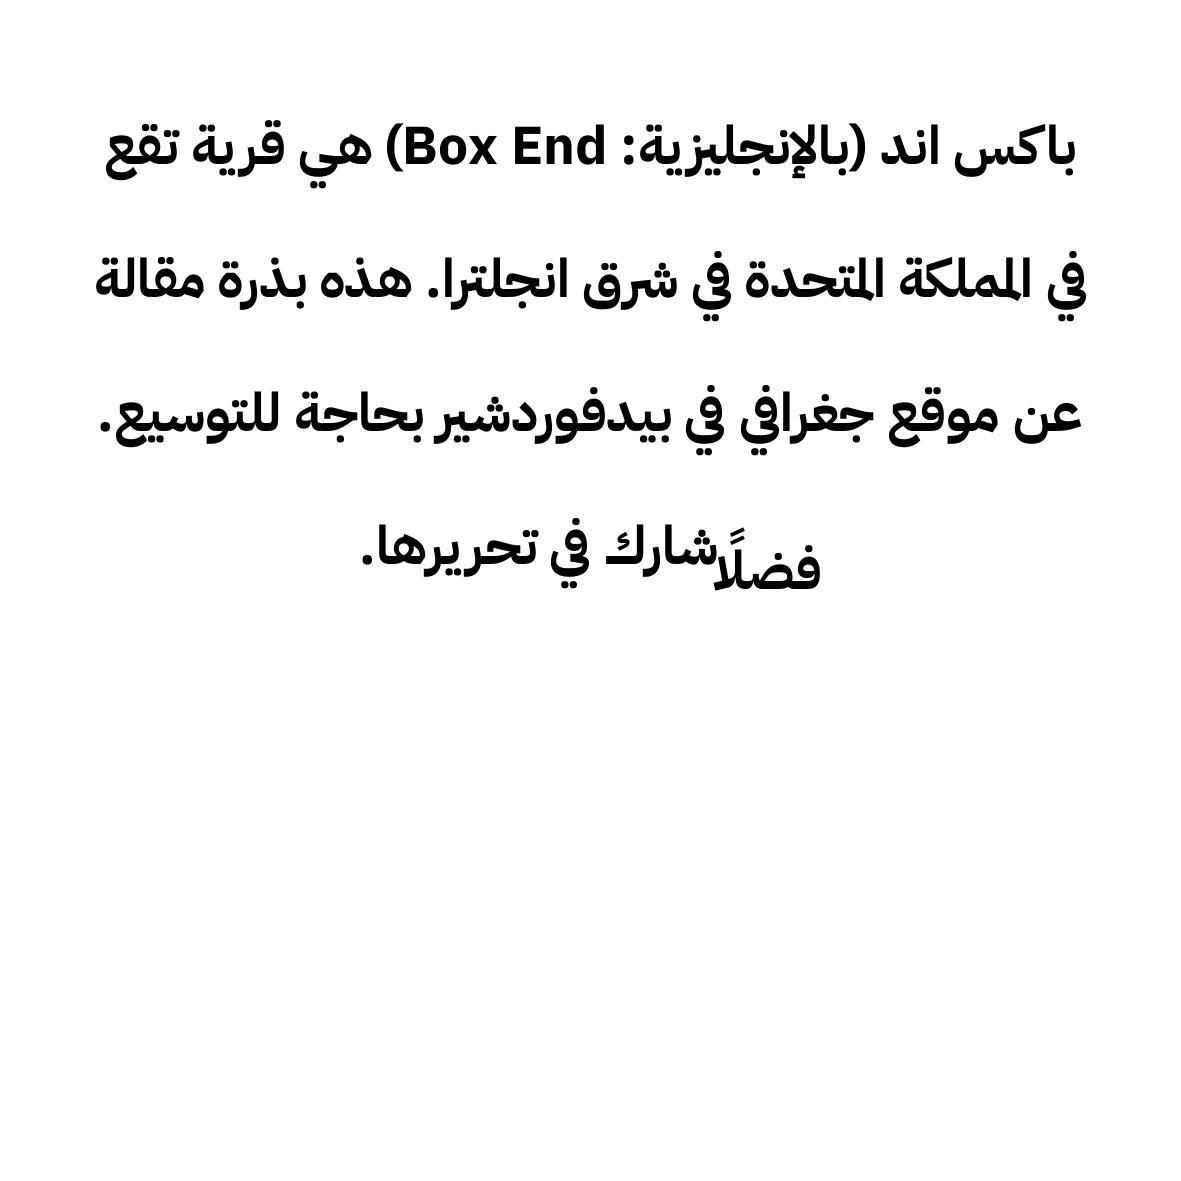 باكس اند (بالإنجليزية: Box End) هي قرية تقع
في المملكة المتحدة في شرق انجلترا. هذه بذرة مقالة
عن موقع جغرافي في بيدفوردشير بحاجة للتوسيع.
فضلًا شارك في تحريرها.